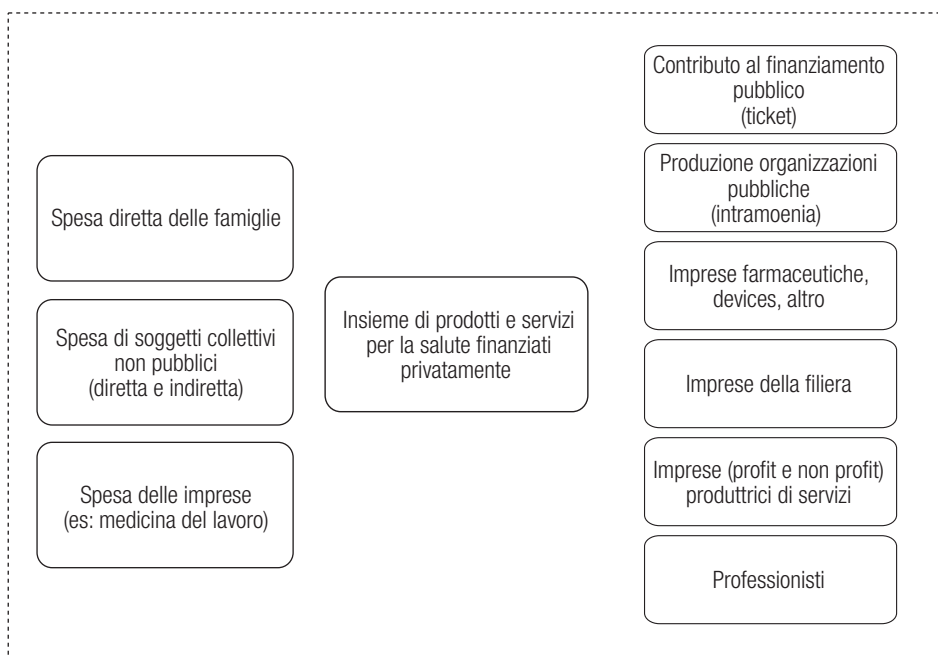 Spesa diretta delle famiglie
Spesa di soggetti collettivi
non pubblici
(diretta e indiretta)
Spesa delle imprese
(es: medicina del lavoro)
Insieme di prodotti e servizi
per la salute finanziati
privatamente
Contributo al finanziamento
pubblico
(ticket)
Produzione organizzazioni
pubbliche
(intramoenia)
Imprese farmaceutiche,
devices, altro
Imprese della filiera
Imprese (profit e non profit)
produttrici di servizi
Professionisti